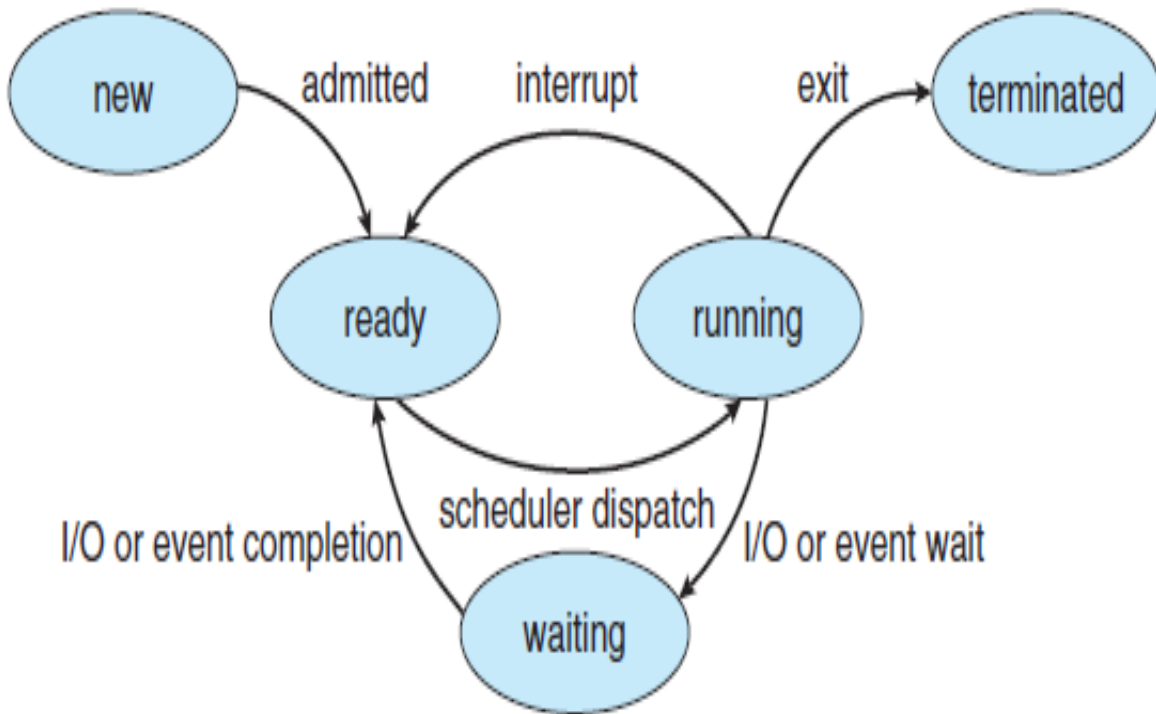 new
admitted
interrupt
exit
terminated
ready
running
scheduler dispatch
I/O or event completion
I/O or event wait
waiting